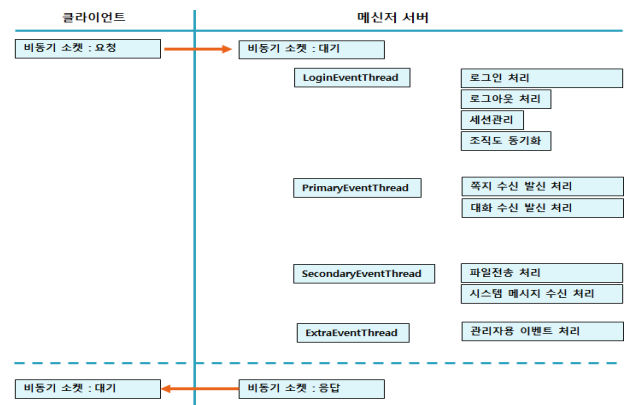 클라이언트 메신저 서버
비동기 소켓 : 요청 비동기 소켓 : 대기
LoginEventThread 로그인 처리
로그아웃 처리
세션관리
조직도 동기화
PrimaryEventThread 쪽지 수신 발신 처리
대화 수신 발신 처리
SecondaryEventThread 파일전송 처리
시스템 메시지 수신 처리
ExtraEventThread 관리자용 이벤트 처리
비동기 소켓 : 대기 비동기 소켓 : 응답